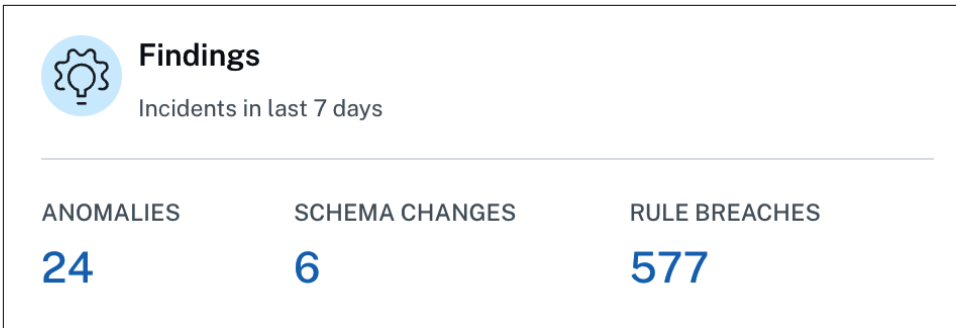 Findings
Incidents in last 7 days
ANOMALIES SCHEMA CHANGES RULE BREACHES
24 6 577